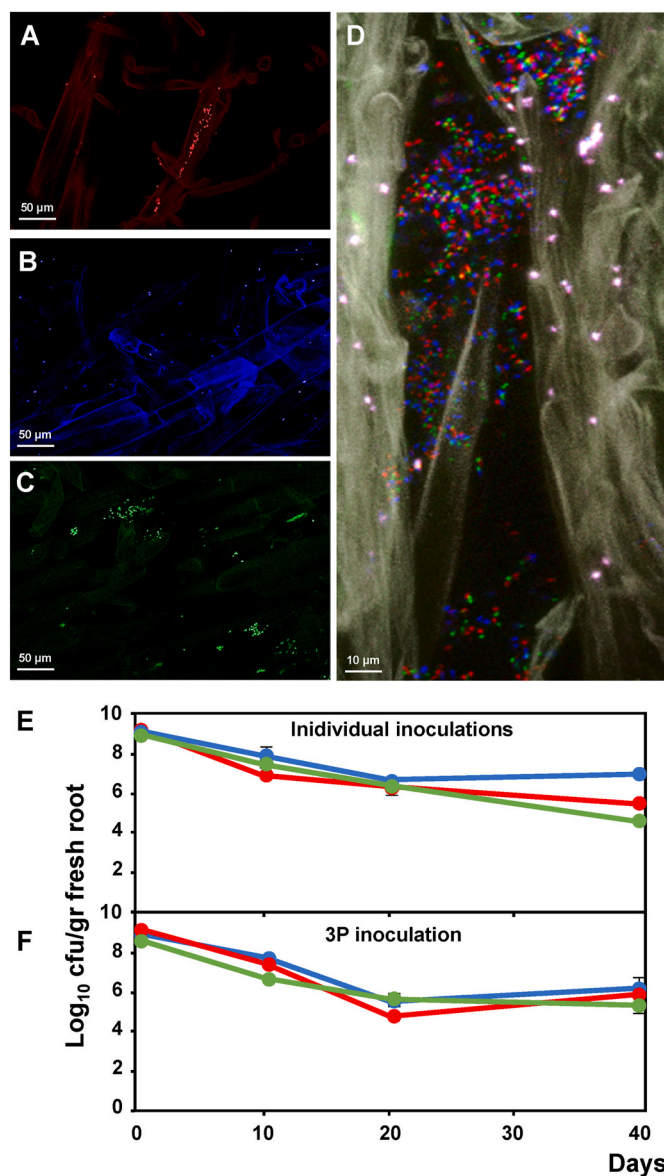 A
50 µm
B
50 µm
C
50 µm
D
10 µm
E
10
8
6
4
2
Inidividual inoculations
F
10
8
6
4
2
0
3P inoculation
Log10 cfu/gr fresh root
0 10 20 30 40
Days